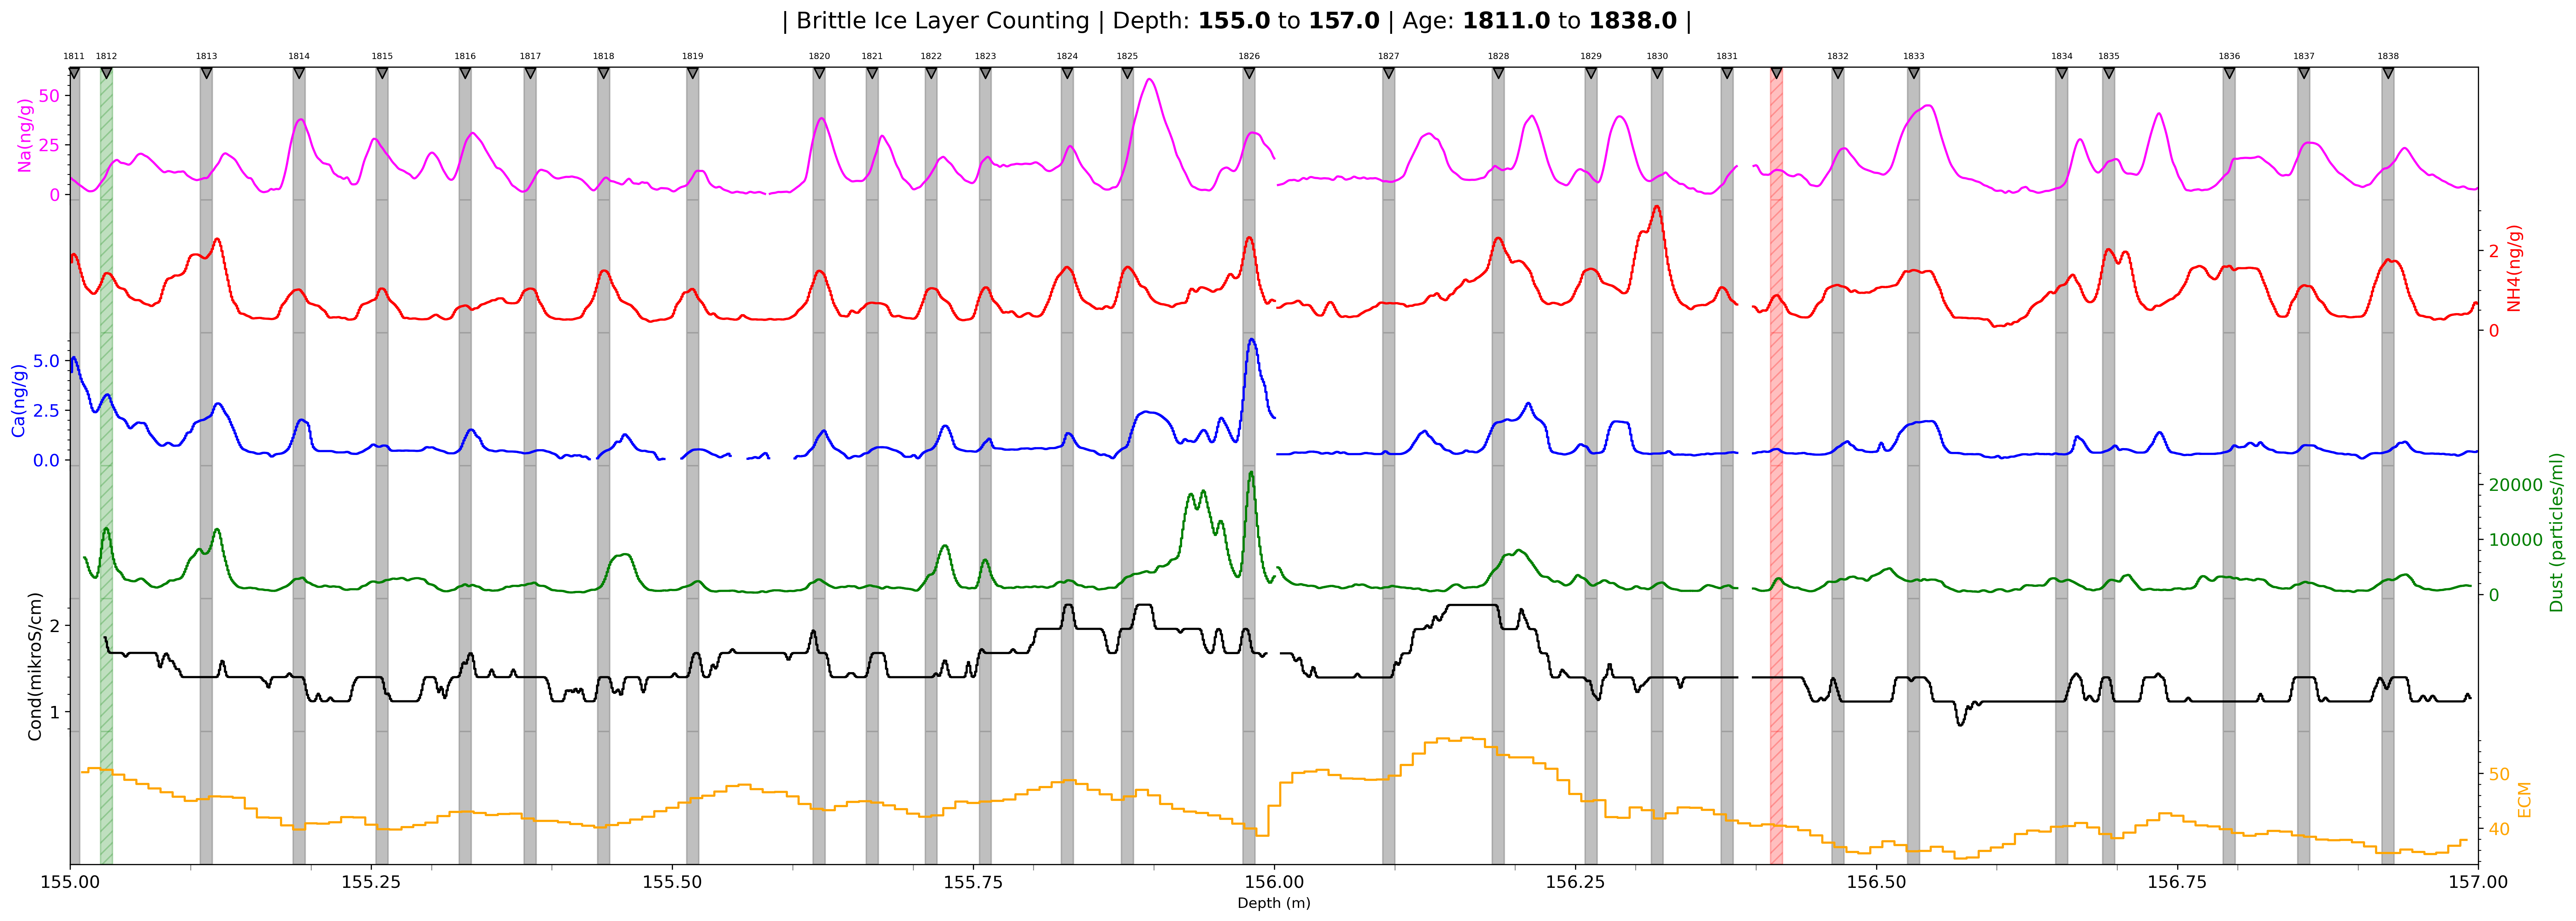 | Brittle Ice Layer Counting | Depth: 155.0 to 157.0 | Age: 1811.0 to 1838.0 |
1811 1812 1813 1814 1815 1816 1817 1818 1819 1820 1821 1822 1823 1824 1825 1826 1827 1828 1829 1830 1831 1832 1833 1834 1835 1836 1837 1838
Na(ng/g)
50
25
0
NH4(ng/g)
2
0
Ca(ng/g)
5.0
2.5
0.0
Dust (particles/ml)
20000
10000
0
Cond(mikroS/cm)
2
1
ECM
50
40
155.00 155.25 155.50 155.75 156.00 156.25 156.50 156.75 157.00
Depth (m)